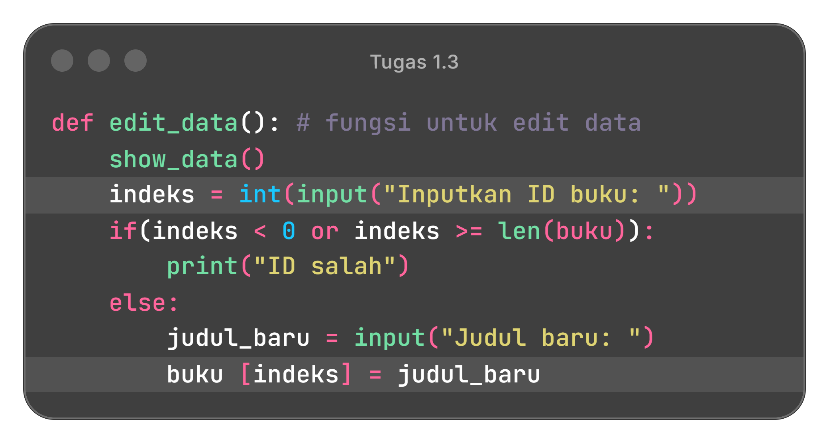 Tugas 1.3
def edit_data(): # fungsi untuk edit data
    show_data()
    indeks = int(input("Inputkan ID buku: "))
    if(indeks < 0 or indeks >= len(buku)):
        print("ID salah")
    else:
        judul_baru = input("Judul baru: ")
        buku [indeks] = judul_baru